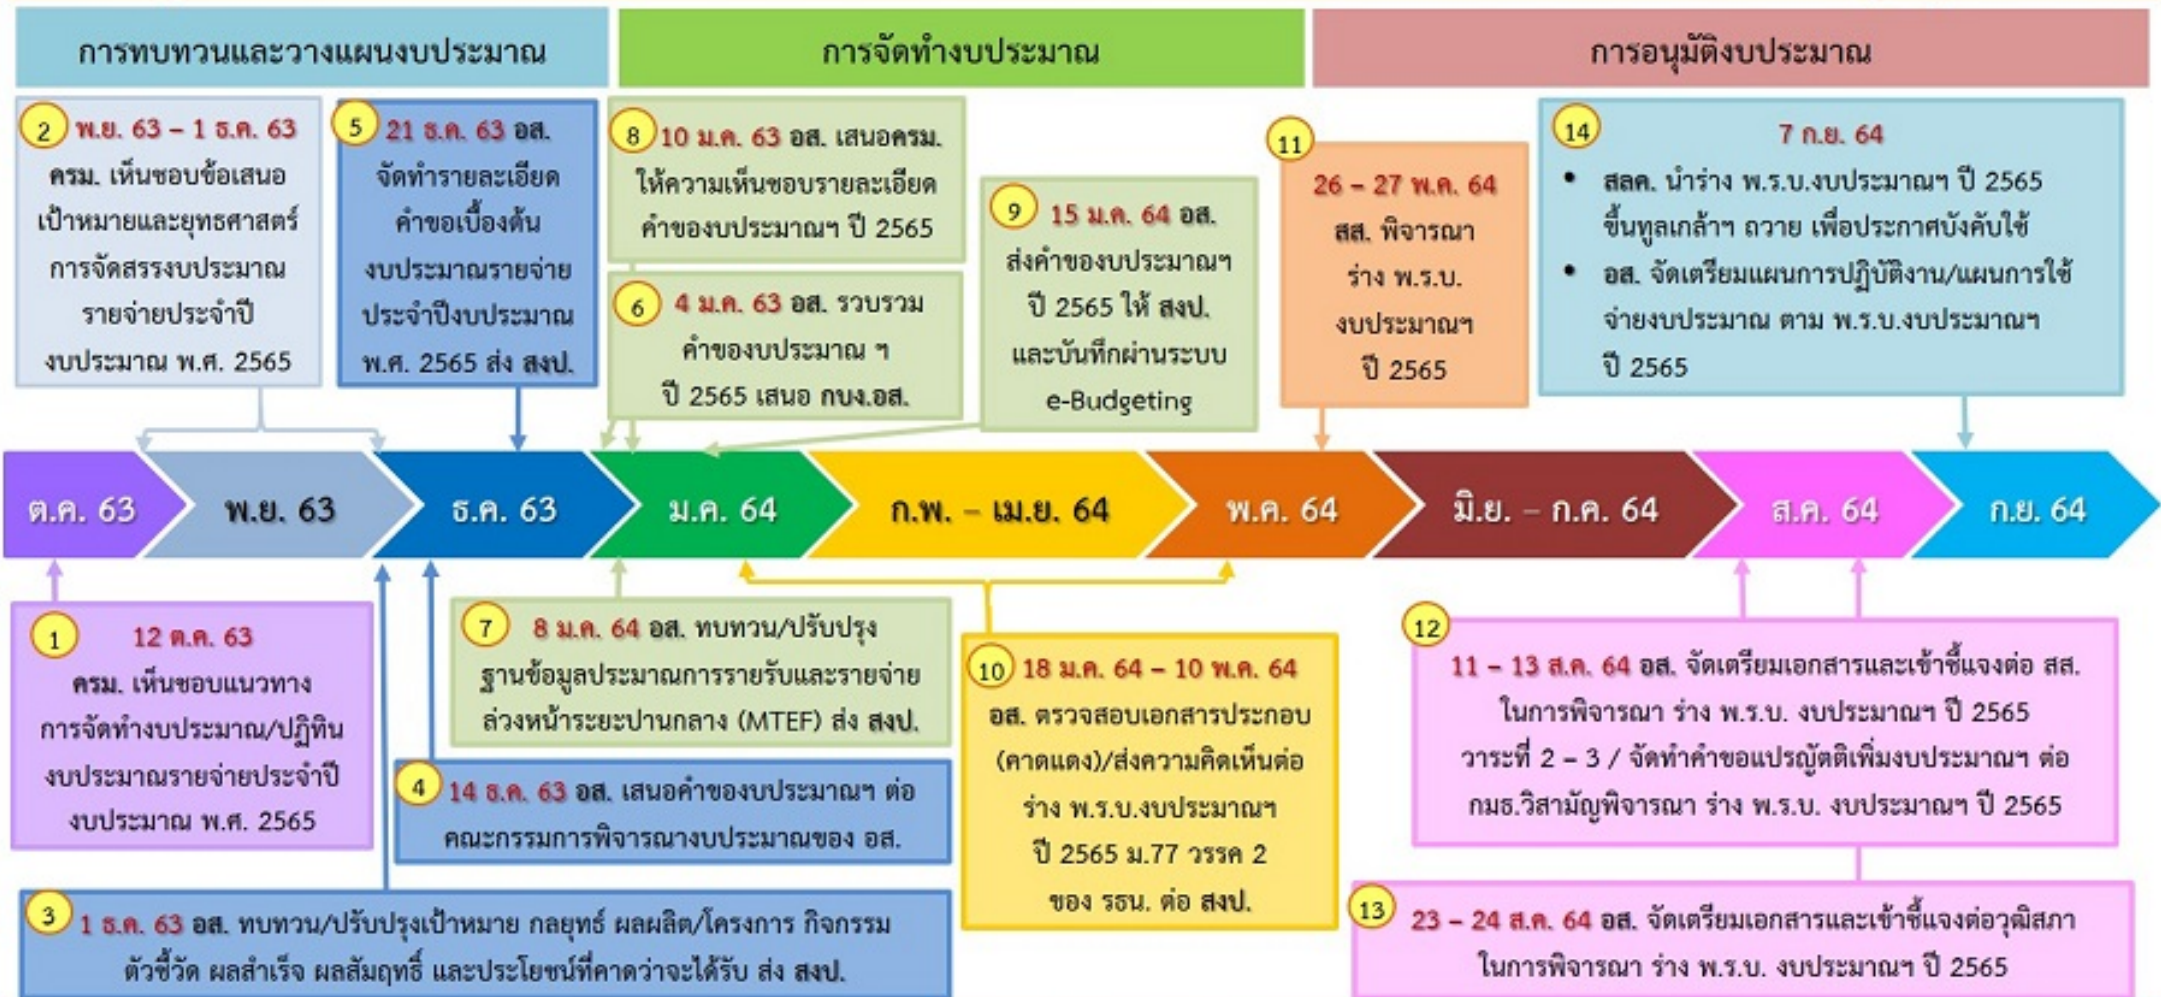 การทบทวนและวางแผนงบประมาณ
การจัดทำงบประมาณ
การอนุมัติงบประมาณ
2
พ.ย. 63 – 1 ธ.ค. 63
ครม. เห็นชอบข้อเสนอ
เป้าหมายและยุทธศาสตร์
การจัดสรรงบประมาณ
รายจ่ายประจำปี
งบประมาณ พ.ศ. 2565
5
21 ธ.ค. 63 อส.
จัดทำรายละเอียด
คำขอเบื้องต้น
งบประมาณรายจ่าย
ประจำปีงบประมาณ
พ.ศ. 2565 ส่ง สงป.
8
10 ม.ค. 63 อส. เสนอครม.
ให้ความเห็นชอบรายละเอียด
คำของบประมาณฯ ปี 2565
6
4 ม.ค. 63 อส. รวบรวม
คำของบประมาณ ฯ
ปี 2565 เสนอ กบง.อส.
9
15 ม.ค. 64 อส.
ส่งคำของบประมาณฯ
ปี 2565 ให้ สงป.
และบันทึกผ่านระบบ
e-Budgeting
11
26 – 27 พ.ค. 64
สส. พิจารณา
ร่าง พ.ร.บ.
งบประมาณฯ
ปี 2565
14
7 ก.ย. 64
• สลค. นำร่าง พ.ร.บ.งบประมาณฯ ปี 2565
ขึ้นทูลเกล้าฯ ถวาย เพื่อประกาศบังคับใช้
• อส. จัดเตรียมแผนการปฏิบัติงาน/แผนการใช้
จ่ายงบประมาณ ตาม พ.ร.บ.งบประมาณฯ
ปี 2565
ต.ค. 63
พ.ย. 63
ธ.ค. 63
ม.ค. 64
ก.พ. – เม.ย. 64
พ.ค. 64
มิ.ย. – ก.ค. 64
ส.ค. 64
ก.ย. 64
1
12 ต.ค. 63
ครม. เห็นชอบแนวทาง
การจัดทำงบประมาณ/ปฏิทิน
งบประมาณรายจ่ายประจำปี
งบประมาณ พ.ศ. 2565
7
8 ม.ค. 64 อส. ทบทวน/ปรับปรุง
ฐานข้อมูลประมาณการรายรับและรายจ่าย
ล่วงหน้าระยะปานกลาง (MTEF) ส่ง สงป.
4
14 ธ.ค. 63 อส. เสนอคำของบประมาณฯ ต่อ
คณะกรรมการพิจารณางบประมาณของ อส.
3
1 ธ.ค. 63 อส. ทบทวน/ปรับปรุงเป้าหมาย กลยุทธ์ ผลผลิต/โครงการ กิจกรรม
ตัวชี้วัด ผลสำเร็จ ผลสัมฤทธิ์ และประโยชน์ที่คาดว่าจะได้รับ ส่ง สงป.
10
18 ม.ค. 64 – 10 พ.ค. 64
อส. ตรวจสอบเอกสารประกอบ
(คาดแดง)/ส่งความคิดเห็นต่อ
ร่าง พ.ร.บ.งบประมาณฯ
ปี 2565 ม.77 วรรค 2
ของ รธน. ต่อ สงป.
12
11 – 13 ส.ค. 64 อส. จัดเตรียมเอกสารและเข้าชี้แจงต่อ สส.
ในการพิจารณา ร่าง พ.ร.บ. งบประมาณฯ ปี 2565
วาระที่ 2 – 3 / จัดทำคำขอแปรญัตติเพิ่มงบประมาณฯ ต่อ
กมธ.วิสามัญพิจารณา ร่าง พ.ร.บ. งบประมาณฯ ปี 2565
13
23 – 24 ส.ค. 64 อส. จัดเตรียมเอกสารและเข้าชี้แจงต่อวุฒิสภา
ในการพิจารณา ร่าง พ.ร.บ. งบประมาณฯ ปี 2565